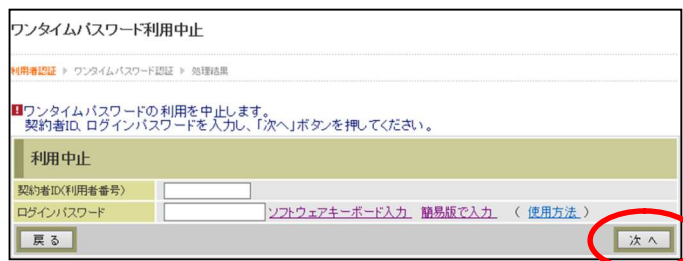 ワンタイムパスワード利用中止
利用者認証 ▶ ワンタイムパスワード認証 ▶ 処理結果
!ワンタイムパスワードの利用を中止します。
契約者ID、ログインパスワードを入力し、「次へ」ボタンを押してください。
利用中止
契約者ID(利用者番号)
ログインパスワード ソフトウェアキーボード入力 簡易版で入力 ( 使用方法 )
戻る 次へ